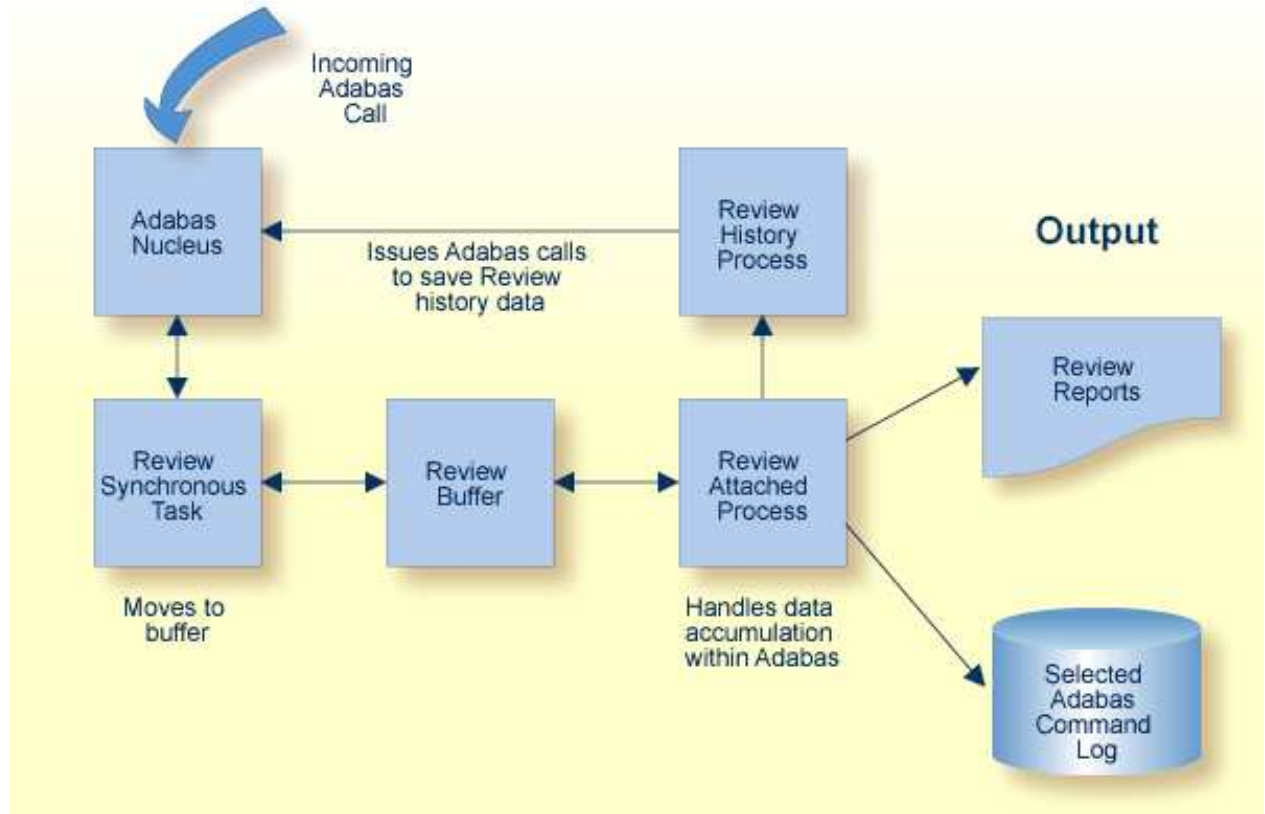 Incoming
Adabas
Call
Adabas
Nucleus
Issues Adabas calls
to save Review
history data
Review
History
Process
Output
Review
Reports
Review
Synchronous
Task
Review
Buffer
Review
Attached
Process
Moves to
buffer
Handles data
accumulation
within Adabas
Selected
Adabas
Command
Log